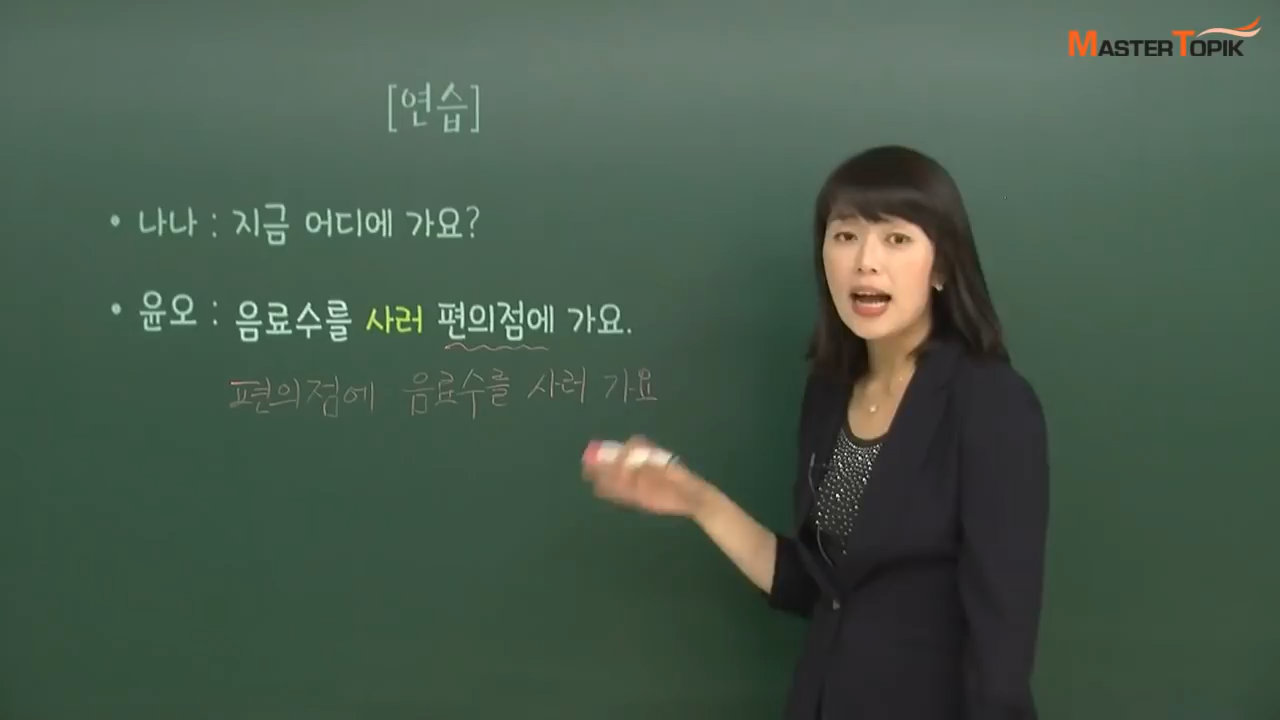 MASTER TOPIK
[연습]
• 나나 : 지금 어디에 가요?
• 윤오 : 음료수를 사러 편의점에 가요.
편의점에 음료수를 사러 가요